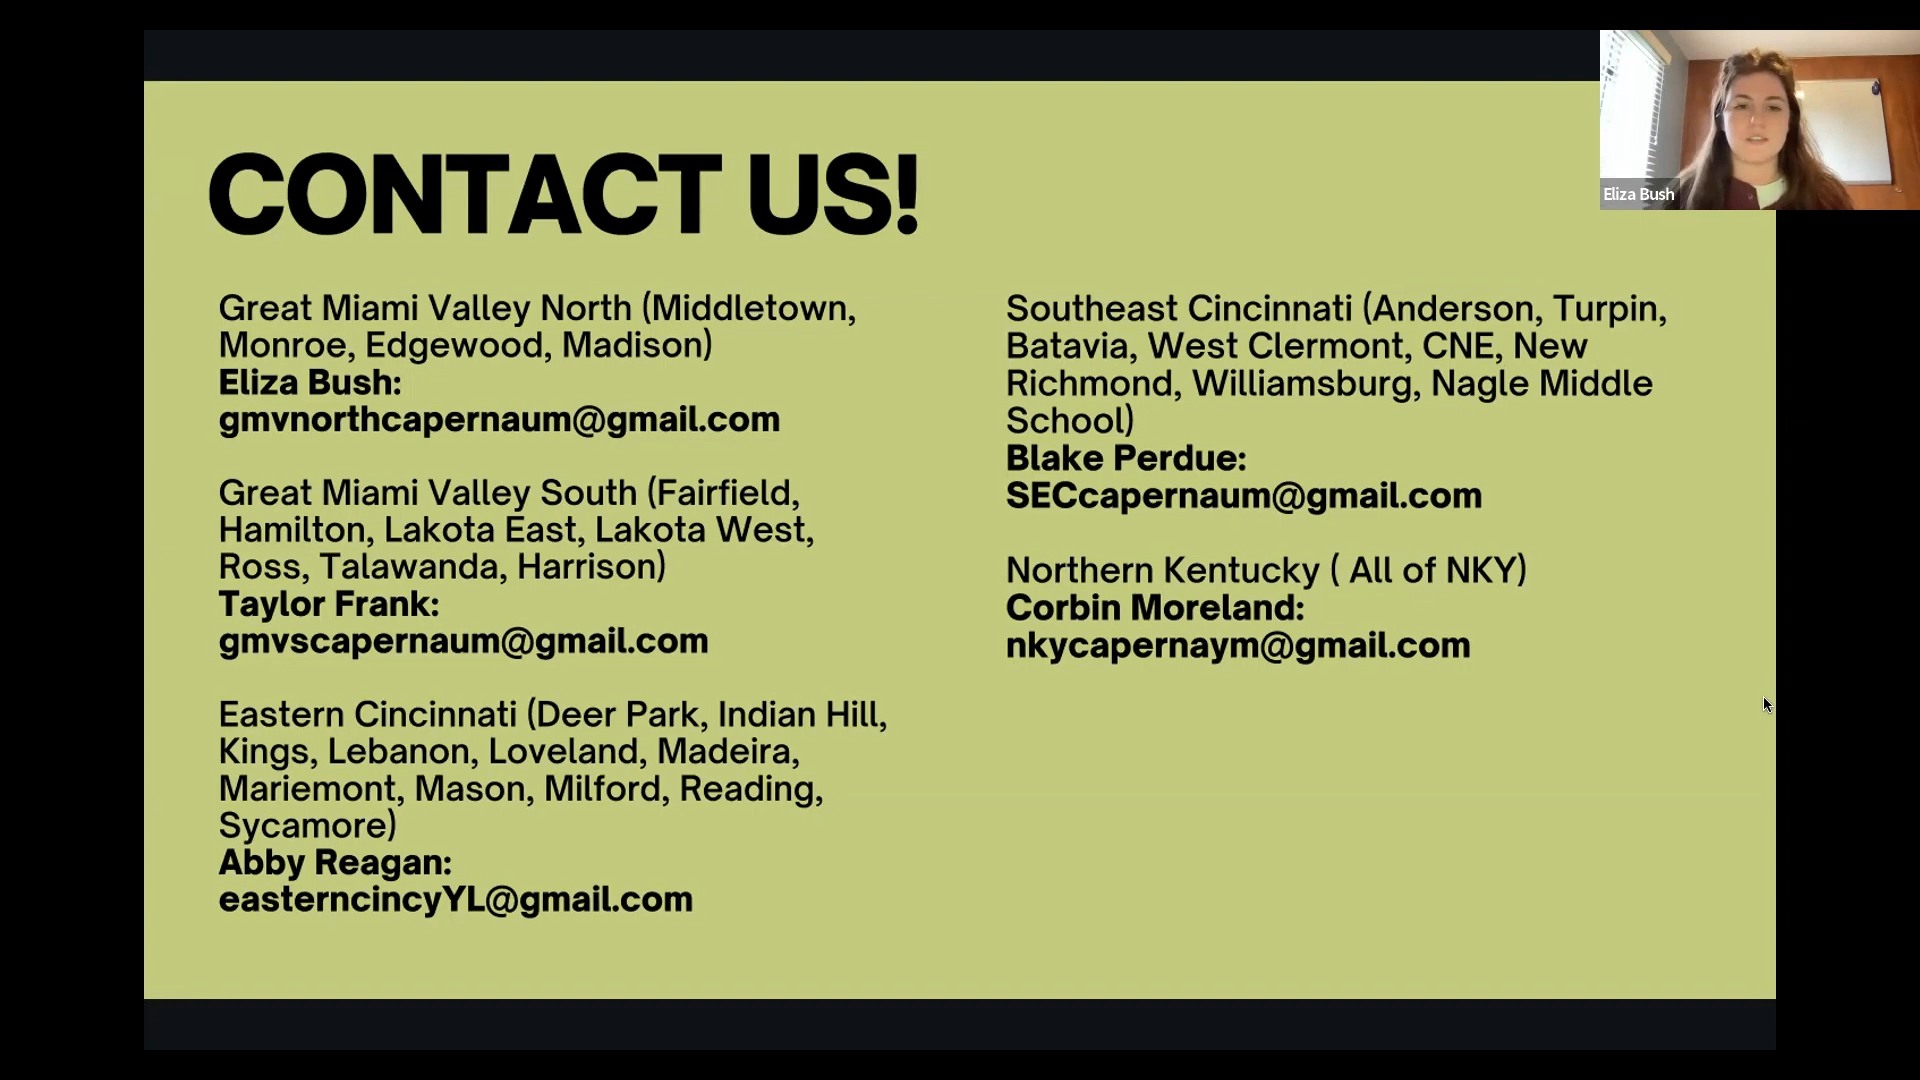 CONTACT US!
Great Miami Valley North (Middletown,
Monroe, Edgewood, Madison)
Eliza Bush:
gmvnorthcapernaum@gmail.com
Great Miami Valley South (Fairfield,
Hamilton, Lakota East, Lakota West,
Ross, Talawanda, Harrison)
Taylor Frank:
gmvscapernaum@gmail.com
Eastern Cincinnati (Deer Park, Indian Hill,
Kings, Lebanon, Loveland, Madeira,
Mariemont, Mason, Milford, Reading,
Sycamore)
Abby Reagan:
easterncincyYL@gmail.com
Southeast Cincinnati (Anderson, Turpin,
Batavia, West Clermont, CNE, New
Richmond, Williamsburg, Nagle Middle
School)
Blake Perdue:
SECcapernaum@gmail.com
Northern Kentucky ( All of NKY)
Corbin Moreland:
nkycapernaym@gmail.com
Eliza Bush